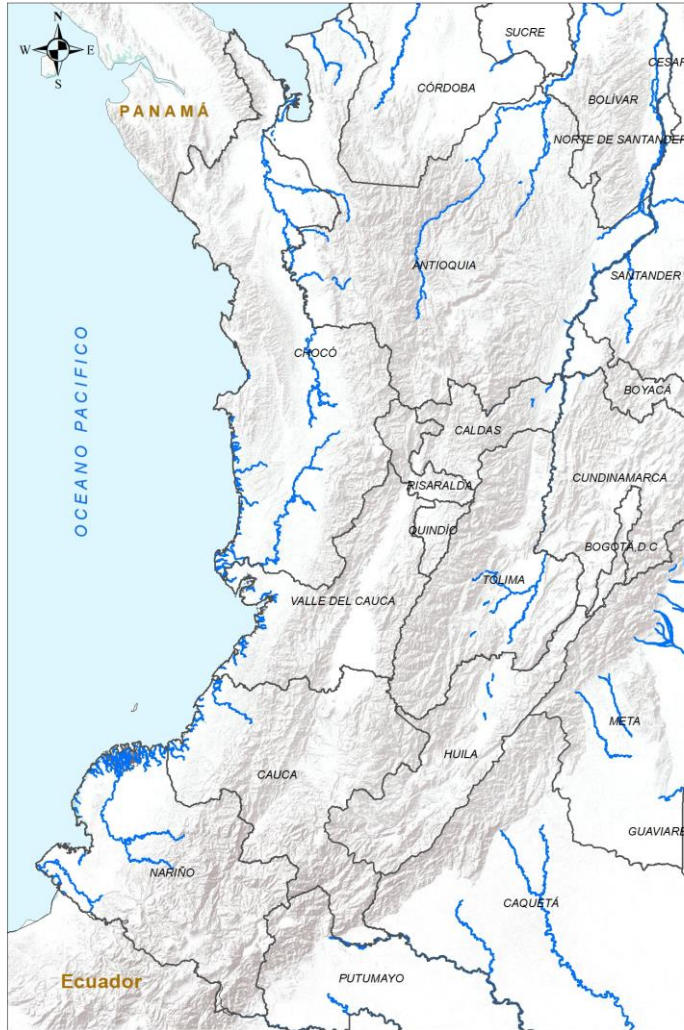 N
W E
S
SUCRE
CESAR
CÓRDOBA
BOLÍVAR
PANAMÁ
NORTE DE SANTANDER
ANTIOQUIA
SANTANDER
OCEANO PACIFICO
CHOCÓ
BOYACÁ
CALDAS
CUNDINAMARCA
RISARALDA
QUINDÍO
BOGOTÁ D.C
TOLIMA
VALLE DEL CAUCA
META
HUILA
CAUCA
GUAVIARE
NARIÑO
CAQUETÁ
Ecuador
PUTUMAYO